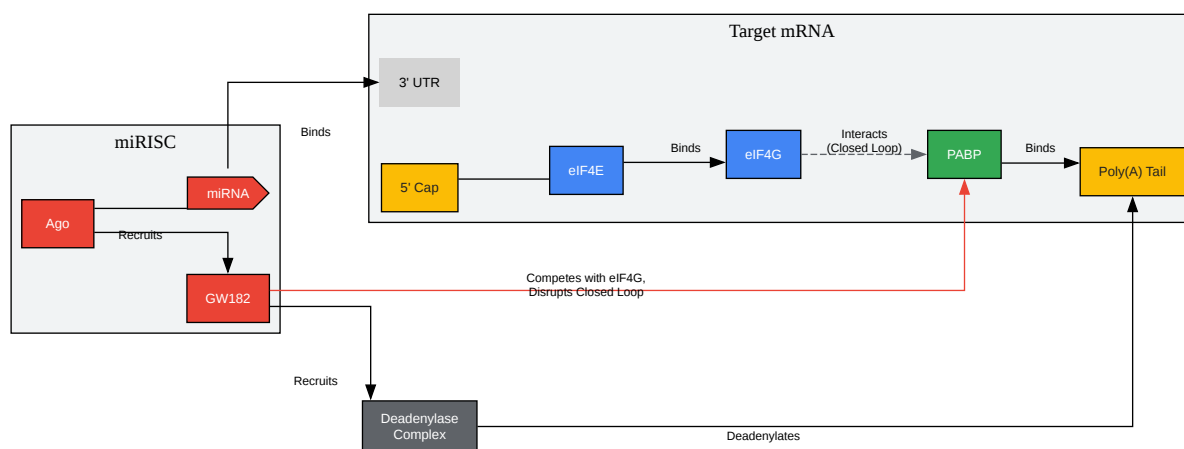 Target mRNA
3' UTR
Binds
miRISC
Interacts
(Closed Loop)
Binds
eIF4G
PABP
Binds
eIF4E
Poly(A) Tail
5' Cap
miRNA
Ago
Recruits
Competes with eIF4G,
Disrupts Closed Loop
GW182
Recruits
Deadenylase
Complex
Deadenylates